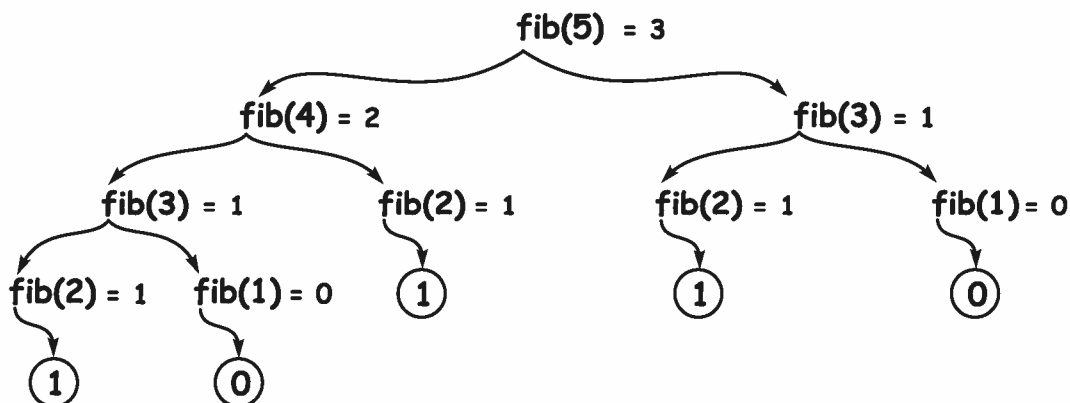 fib(5) = 3
fib(4) = 2
fib(3) = 1
fib(3) = 1
fib(2) = 1
fib(2) = 1
fib(1) = 0
fib(2) = 1
fib(1) = 0
1
1
0
1
0